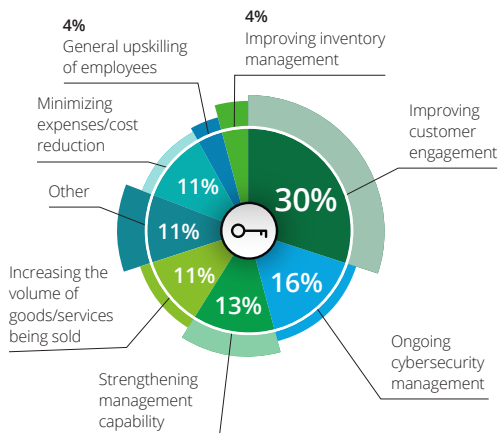 4%
General upskilling
of employees
4%
Improving inventory
management
Minimizing
expenses/cost
reduction
Improving
customer
engagement
Other
11%
30%
11%
11%
16%
13%
Increasing the
volume of
goods/services
being sold
Strengthening
management
capability
Ongoing
cybersecurity
management